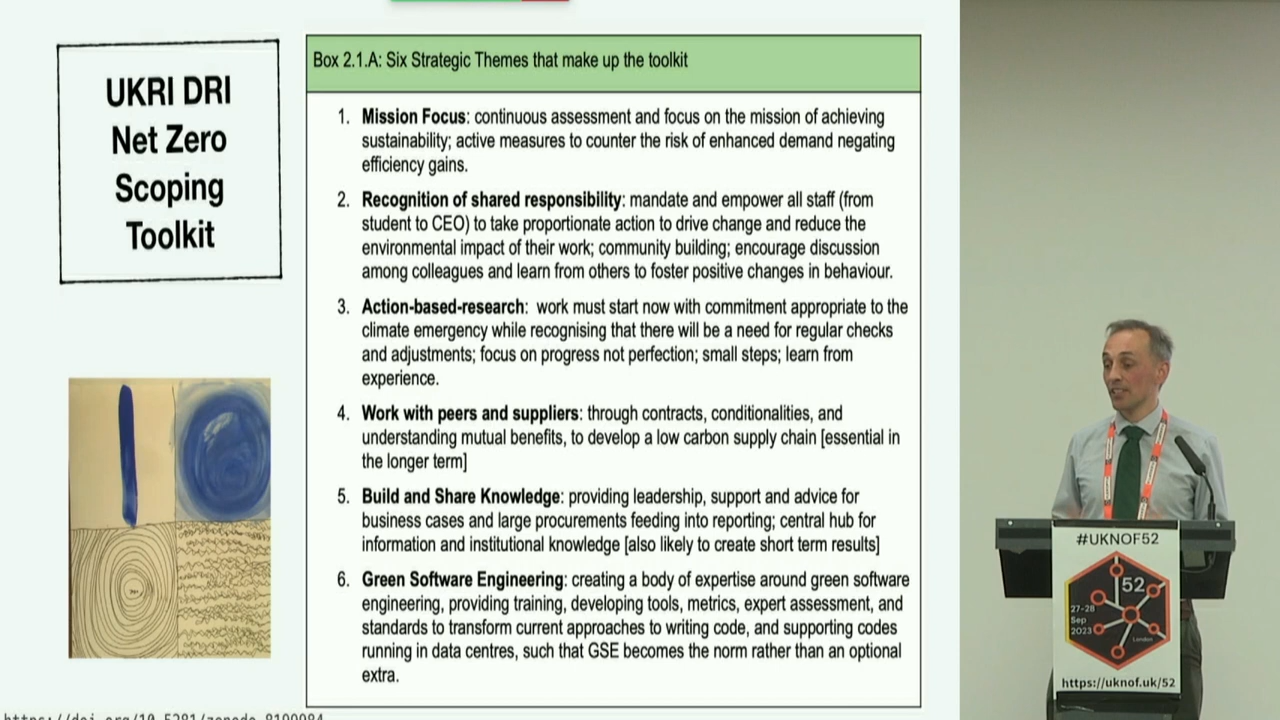 UKRI DRI
Net Zero
Scoping
Toolkit
Box 2.1.A: Six Strategic Themes that make up the toolkit
1. Mission Focus: continuous assessment and focus on the mission of achieving
sustainability; active measures to counter the risk of enhanced demand negating
efficiency gains.
2. Recognition of shared responsibility: mandate and empower all staff (from
student to CEO) to take proportionate action to drive change and reduce the
environmental impact of their work; community building; encourage discussion
among colleagues and learn from others to foster positive changes in behaviour.
3. Action-based-research: work must start now with commitment appropriate to the
climate emergency while recognising that there will be a need for regular checks
and adjustments; focus on progress not perfection; small steps; learn from
experience.
4. Work with peers and suppliers: through contracts, conditionalities, and
understanding mutual benefits, to develop a low carbon supply chain [essential in
the longer term]
5. Build and Share Knowledge: providing leadership, support and advice for
business cases and large procurements feeding into reporting; central hub for
information and institutional knowledge [also likely to create short term results]
6. Green Software Engineering: creating a body of expertise around green software
engineering, providing training, developing tools, metrics, expert assessment, and
standards to transform current approaches to writing code, and supporting codes
running in data centres, such that GSE becomes the norm rather than an optional
extra.
#UKNOF52
52
27-28
Sep
2023
London
https://uknof.uk/52